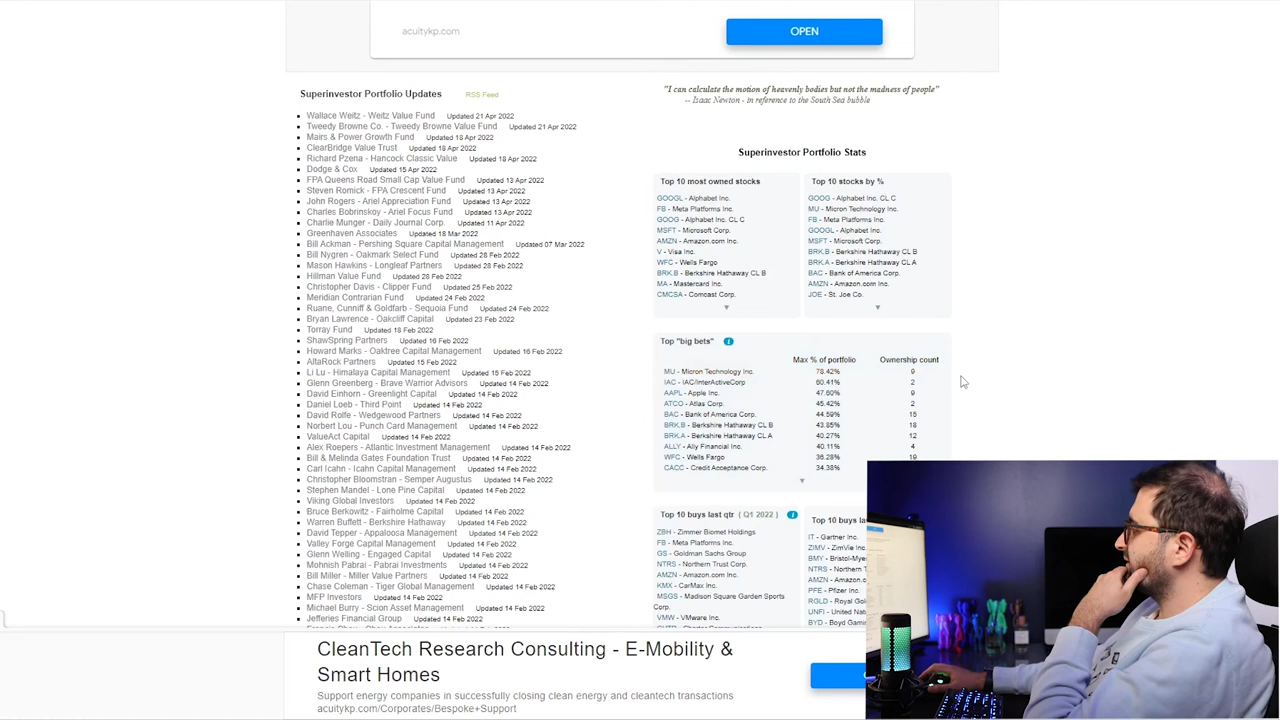 acuitykp.com
OPEN
Superinvestor Portfolio Updates RSS Feed
Wallace Weitz - Weitz Value Fund Updated 21 Apr 2022
Tweedy Browne Co. - Tweedy Browne Value Fund Updated 21 Apr 2022
Mairs & Power Growth Fund Updated 18 Apr 2022
ClearBridge Value Trust Updated 18 Apr 2022
Richard Pzena - Hancock Classic Value Updated 18 Apr 2022
Dodge & Cox Updated 15 Apr 2022
FPA Queens Road Small Cap Value Fund Updated 13 Apr 2022
Steven Romick - FPA Crescent Fund Updated 13 Apr 2022
John Rogers - Ariel Appreciation Fund Updated 13 Apr 2022
Charles Bobrinskoy - Ariel Focus Fund Updated 13 Apr 2022
Charlie Munger - Daily Journal Corp. Updated 11 Apr 2022
Greenhaven Associates Updated 18 Mar 2022
Bill Ackman - Pershing Square Capital Management Updated 07 Mar 2022
Bill Nygren - Oakmark Select Fund Updated 28 Feb 2022
Mason Hawkins - Longleaf Partners Updated 28 Feb 2022
Hillman Value Fund Updated 28 Feb 2022
Christopher Davis - Clipper Fund Updated 25 Feb 2022
Meridian Contrarian Fund Updated 24 Feb 2022
Ruane, Cunniff & Goldfarb - Sequoia Fund Updated 24 Feb 2022
Bryan Lawrence - Oakcliff Capital Updated 23 Feb 2022
Torray Fund Updated 18 Feb 2022
ShawSpring Partners Updated 16 Feb 2022
Howard Marks - Oaktree Capital Management Updated 16 Feb 2022
AltaRock Partners Updated 15 Feb 2022
Li Lu - Himalaya Capital Management Updated 15 Feb 2022
Glenn Greenberg - Brave Warrior Advisors Updated 14 Feb 2022
David Einhorn - Greenlight Capital Updated 14 Feb 2022
Daniel Loeb - Third Point Updated 14 Feb 2022
David Rolfe - Wedgewood Partners Updated 14 Feb 2022
Norbert Lou - Punch Card Management Updated 14 Feb 2022
ValueAct Capital Updated 14 Feb 2022
Alex Roepers - Atlantic Investment Management Updated 14 Feb 2022
Bill & Melinda Gates Foundation Trust Updated 14 Feb 2022
Carl Icahn - Icahn Capital Management Updated 14 Feb 2022
Christopher Bloomstran - Semper Augustus Updated 14 Feb 2022
Stephen Mandel - Lone Pine Capital Updated 14 Feb 2022
Viking Global Investors Updated 14 Feb 2022
Bruce Berkowitz - Fairholme Capital Updated 14 Feb 2022
Warren Buffett - Berkshire Hathaway Updated 14 Feb 2022
David Tepper - Appaloosa Management Updated 14 Feb 2022
Valley Forge Capital Management Updated 14 Feb 2022
Glenn Welling - Engaged Capital Updated 14 Feb 2022
Mohnish Pabrai - Pabrai Investments Updated 14 Feb 2022
Bill Miller - Miller Value Partners Updated 14 Feb 2022
Chase Coleman - Tiger Global Management Updated 14 Feb 2022
MFP Investors Updated 14 Feb 2022
Michael Burry - Scion Asset Management Updated 14 Feb 2022
Jefferies Financial Group Updated 14 Feb 2022
"I can calculate the motion of heavenly bodies but not the madness of people"
-- Isaac Newton - in reference to the South Sea bubble
Superinvestor Portfolio Stats
Top 10 most owned stocks
GOOGL - Alphabet Inc.
FB - Meta Platforms Inc.
GOOG - Alphabet Inc. CL C
MSFT - Microsoft Corp.
AMZN - Amazon.com Inc.
V - Visa Inc.
WFC - Wells Fargo
BRK.B - Berkshire Hathaway CL B
MA - Mastercard Inc.
CMCSA - Comcast Corp.
Top 10 stocks by %
GOOG - Alphabet Inc. CL C
MU - Micron Technology Inc.
FB - Meta Platforms Inc.
GOOGL - Alphabet Inc.
MSFT - Microsoft Corp.
BRK.B - Berkshire Hathaway CL B
BRK.A - Berkshire Hathaway CL A
BAC - Bank of America Corp.
AMZN - Amazon.com Inc.
JOE - St. Joe Co.
Top "big bets" i
Max % of portfolio Ownership count
MU - Micron Technology Inc. 78.42% 9
IAC - IAC/InterActiveCorp 60.41% 2
AAPL - Apple Inc. 47.60% 9
ATCO - Atlas Corp. 45.42% 2
BAC - Bank of America Corp. 44.59% 15
BRK.B - Berkshire Hathaway CL B 43.85% 18
BRK.A - Berkshire Hathaway CL A 40.27% 12
ALLY - Ally Financial Inc. 40.11% 4
WFC - Wells Fargo 36.28% 19
CACC - Credit Acceptance Corp. 34.38%
Top 10 buys last qtr ( Q1 2022 ) i
ZBH - Zimmer Biomet Holdings
FB - Meta Platforms Inc.
GS - Goldman Sachs Group
NTRS - Northern Trust Corp.
AMZN - Amazon.com Inc.
KMX - CarMax Inc.
MSGS - Madison Square Garden Sports
Corp.
VMW - VMware Inc.
Top 10 buys la
IT - Gartner Inc.
ZIMV - ZimVie Inc.
BMY - Bristol-Mye
NTRS - Northern T
AMZN - Amazon.c
PFE - Pfizer Inc.
RGLD - Royal Gol
UNFI - United Nat
BYD - Boyd Gami
CleanTech Research Consulting - E-Mobility &
Smart Homes
Support energy companies in successfully closing clean energy and cleantech transactions
acuitykp.com/Corporates/Bespoke+Support